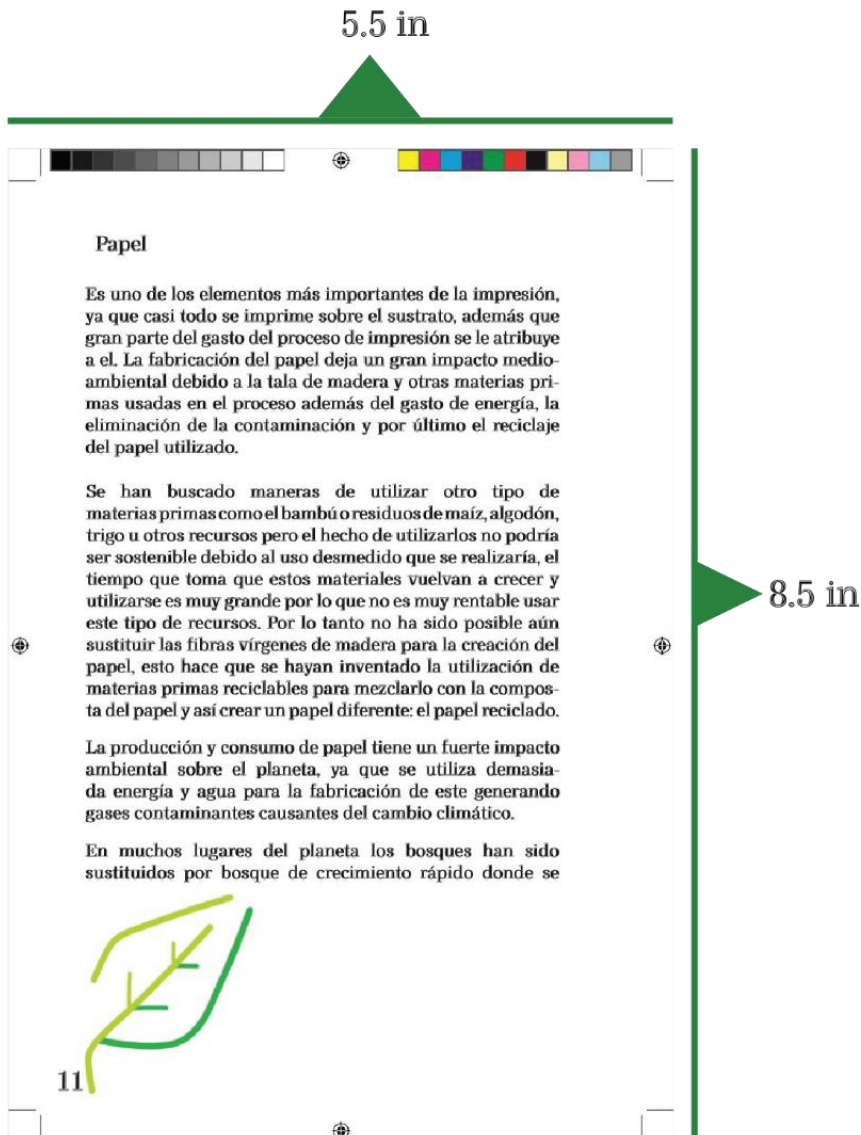 5.5 in
Papel
Es uno de los elementos más importantes de la impresión,
ya que casi todo se imprime sobre el sustrato, además que
gran parte del gasto del proceso de impresión se le atribuye
a el. La fabricación del papel deja un gran impacto medio-
ambiental debido a la tala de madera y otras materias pri-
mas usadas en el proceso además del gasto de energía, la
eliminación de la contaminación y por último el reciclaje
del papel utilizado.
Se han buscado maneras de utilizar otro tipo de
materias primas como el bambú o residuos de maíz, algodón,
trigo u otros recursos pero el hecho de utilizarlos no podría
ser sostenible debido al uso desmedido que se realizaría, el
tiempo que toma que estos materiales vuelvan a crecer y
utilizarse es muy grande por lo que no es muy rentable usar
este tipo de recursos. Por lo tanto no ha sido posible aún
sustituir las fibras vírgenes de madera para la creación del
papel, esto hace que se hayan inventado la utilización de
materias primas reciclables para mezclarlo con la compos-
ta del papel y así crear un papel diferente: el papel reciclado.
La producción y consumo de papel tiene un fuerte impacto
ambiental sobre el planeta, ya que se utiliza demasia-
da energía y agua para la fabricación de este generando
gases contaminantes causantes del cambio climático.
En muchos lugares del planeta los bosques han sido
sustituidos por bosque de crecimiento rápido donde se
11
8.5 in